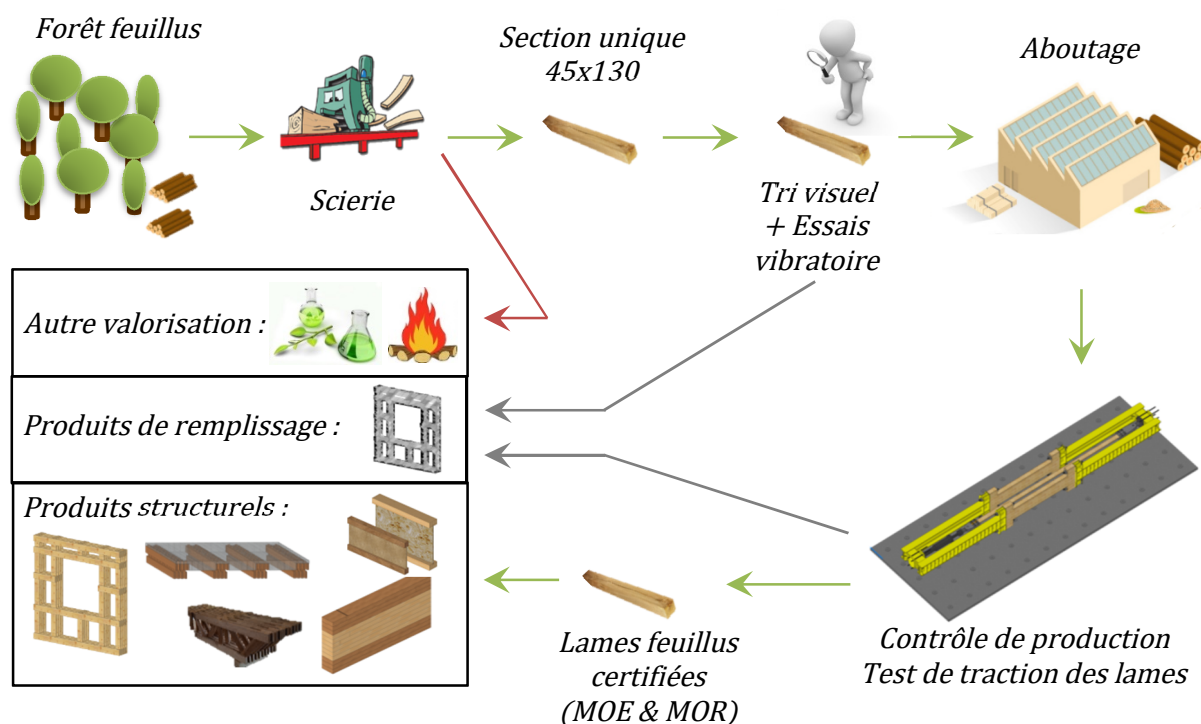 Forêt feuillus
Scierie
Section unique
45x130
Tri visuel
+ Essais
vibratoire
Aboutage
Autre valorisation :
Produits de remplissage :
Produits structurels :
Lames feuillus
certifiées
(MOE & MOR)
Contrôle de production
Test de traction des lames